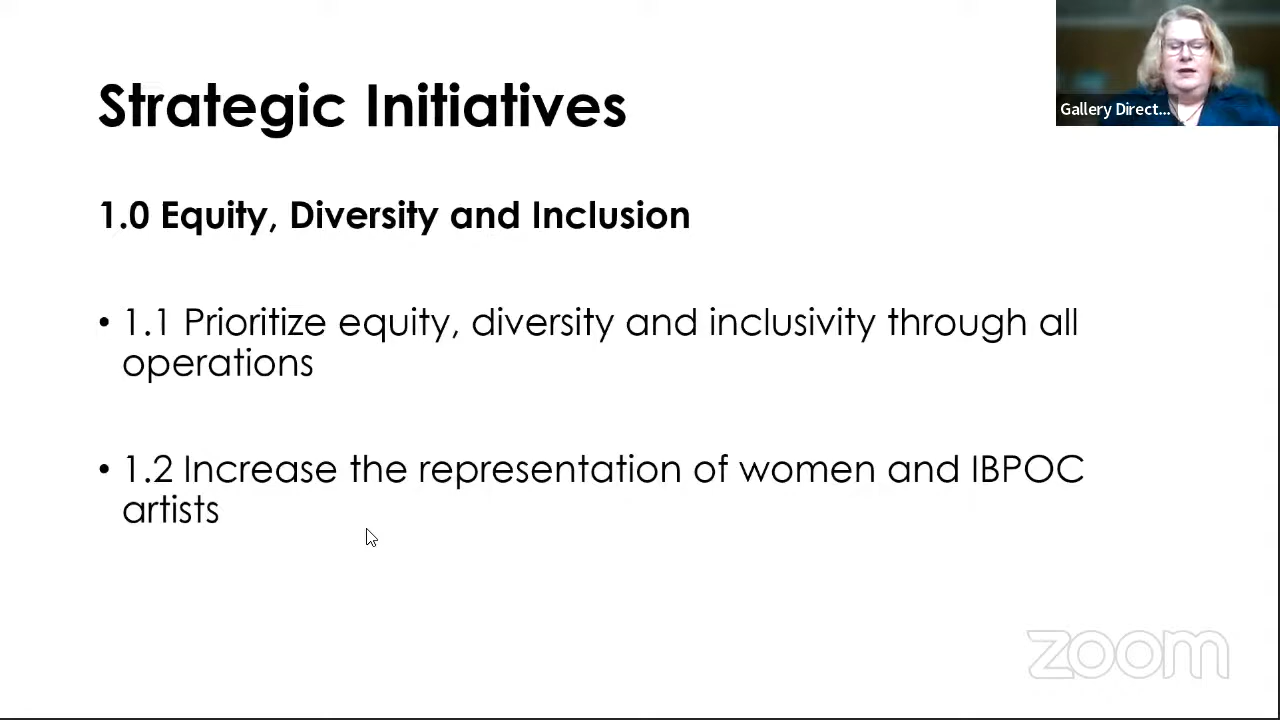 Strategic Initiatives
Gallery Direct...
1.0 Equity, Diversity and Inclusion
• 1.1 Prioritize equity, diversity and inclusivity through all
operations
• 1.2 Increase the representation of women and IBPOC
artists
zoom